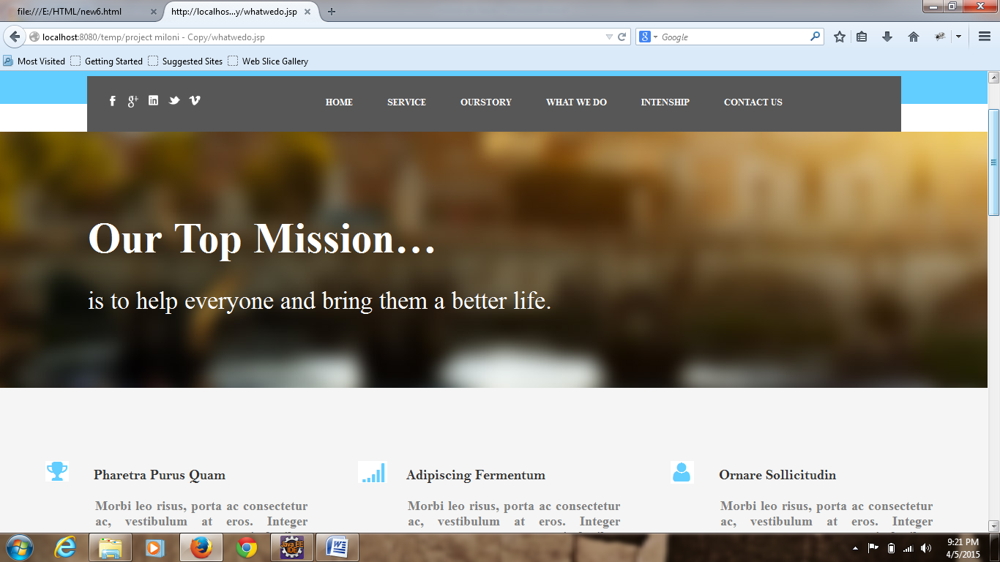 file:///E:/HTML/new6.html
http://localhos...y/whatwedo.jsp
localhost:8080/temp/project miloni - Copy/whatwedo.jsp
Google
Most Visited Getting Started Suggested Sites Web Slice Gallery
HOME SERVICE OURSTORY WHAT WE DO INTENSHIP CONTACT US
Our Top Mission…
is to help everyone and bring them a better life.
Pharetra Purus Quam
Morbi leo risus, porta ac consectetur
ac, vestibulum at eros. Integer
Adipiscing Fermentum
Morbi leo risus, porta ac consectetur
ac, vestibulum at eros. Integer
Ornare Sollicitudin
Morbi leo risus, porta ac consectetur
ac, vestibulum at eros. Integer
Java EE
IDE
9:21 PM
4/5/2015